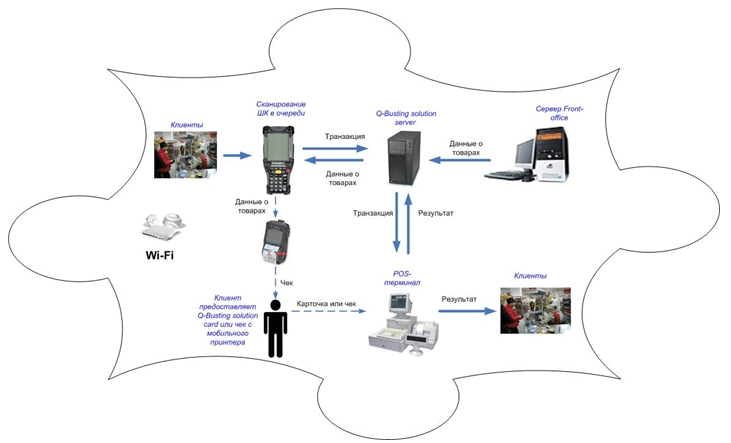 Клиенты
Сканирование
ШК в очереди
Q-Busting solution
server
Сервер Front-
office
Транзакция
Данные о
товарах
Данные о
товарах
Данные о
товарах
Транзакция
Результат
Wi-Fi
Чек
POS-
терминал
Клиенты
Клиент
предоставляет
Q-Busting solution
card или чек с
мобильного
принтера
Карточка или чек
Результат